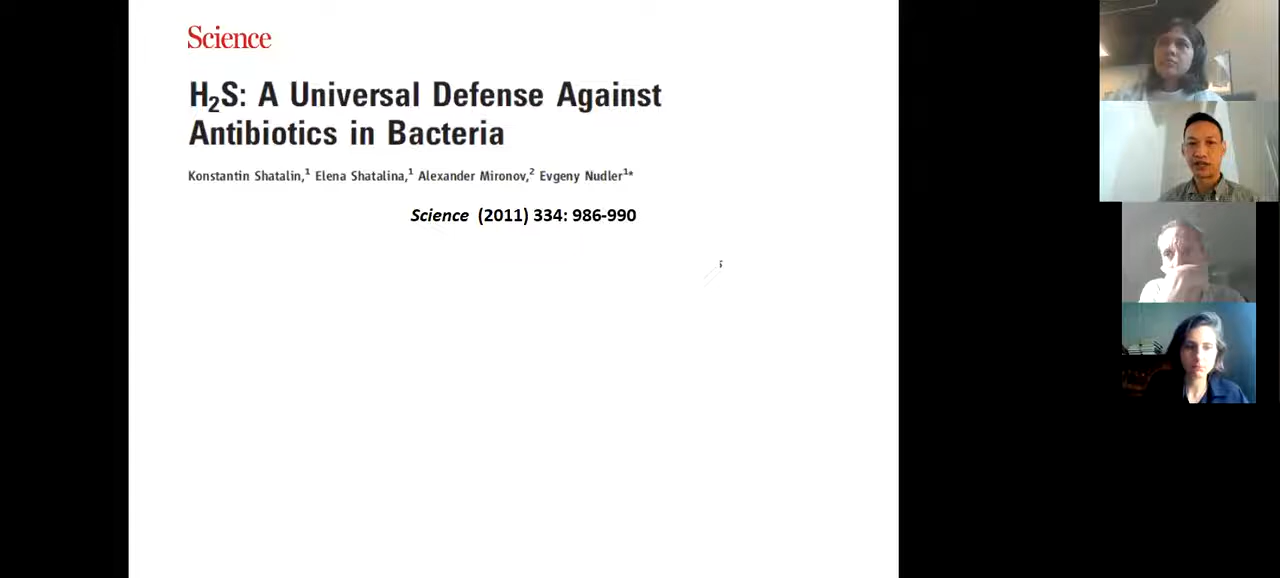 Science
H₂S: A Universal Defense Against
Antibiotics in Bacteria
Konstantin Shatalin,¹ Elena Shatalina,¹ Alexander Mironov,² Evgeny Nudler¹*
Science (2011) 334: 986-990